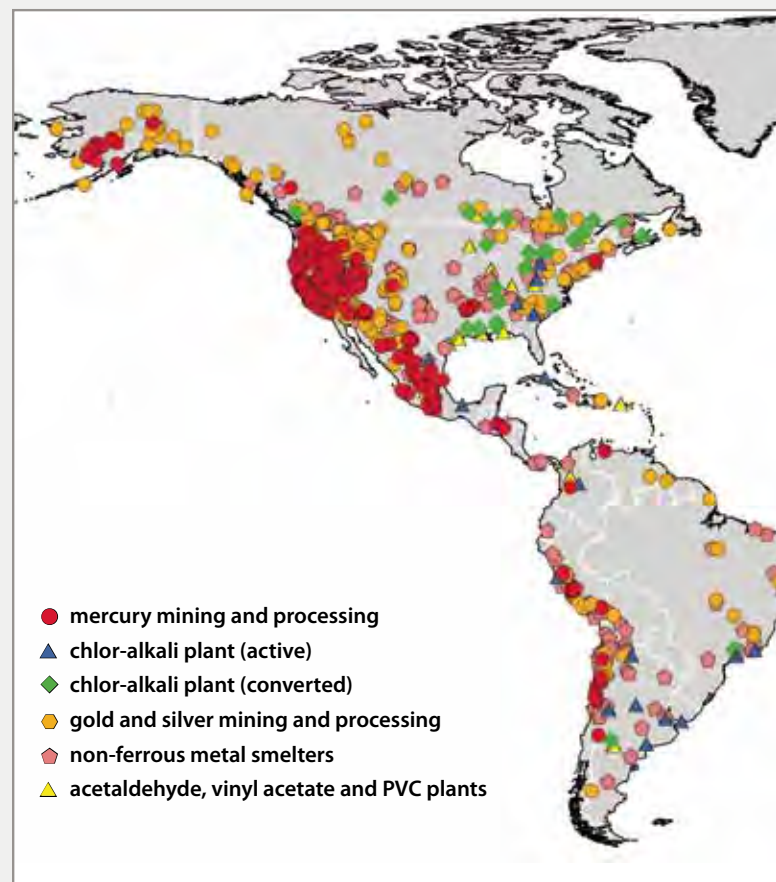 mercury mining and processing
chlor-alkali plant (active)
chlor-alkali plant (converted)
gold and silver mining and processing
non-ferrous metal smelters
acetaldehyde, vinyl acetate and PVC plants